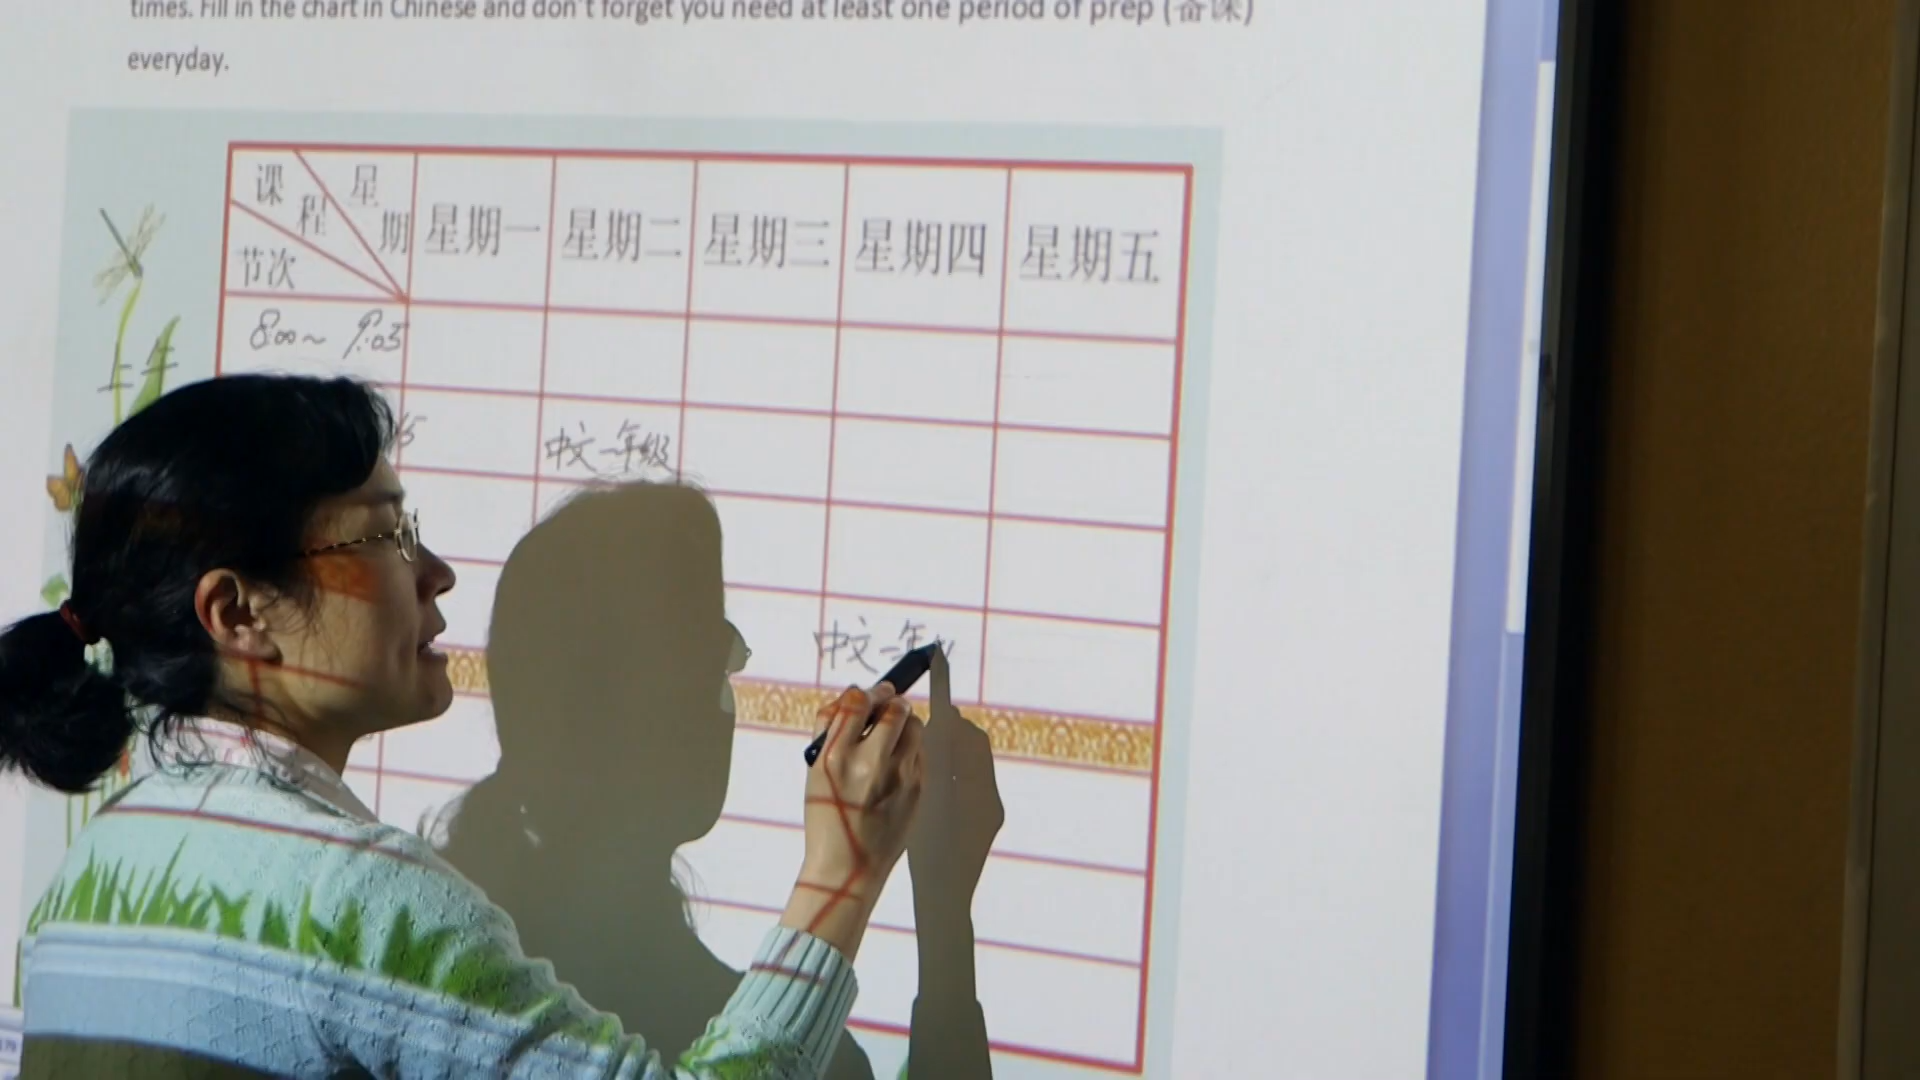 times. Fill in the chart in Chinese and don't forget you need at least one period of prep (备课)
everyday.
课程 星期 星期一 星期二 星期三 星期四 星期五
节次
8:00~ 9:05
上午
15 中文一年级
中文一年